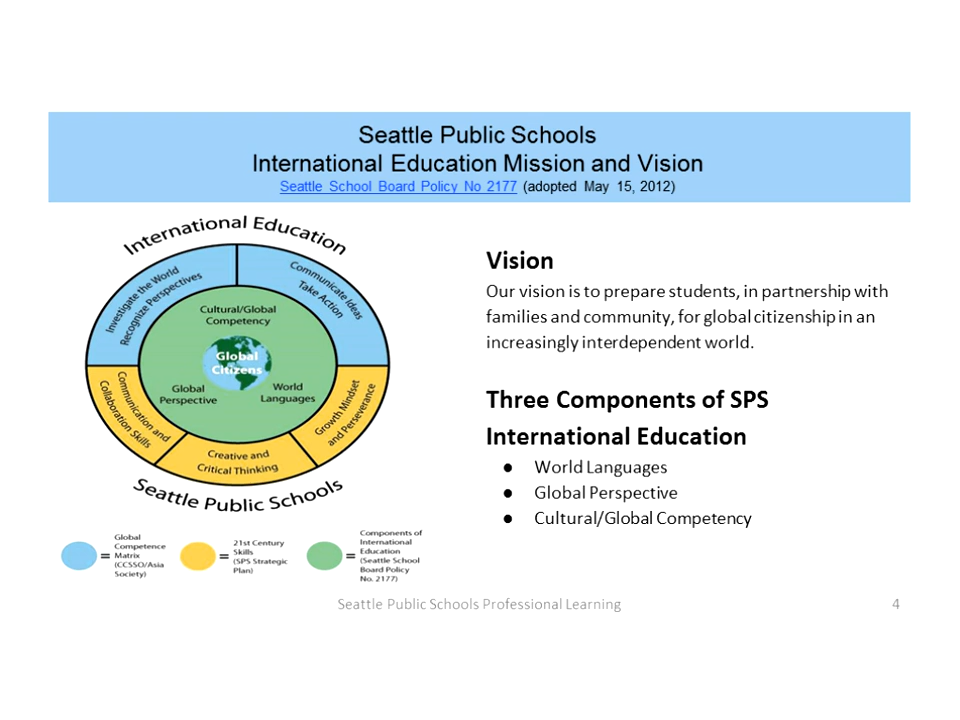 Seattle Public Schools
International Education Mission and Vision
Seattle School Board Policy No 2177 (adopted May 15, 2012)
International Education
Investigate the World
Recognize Perspectives
Communicate Ideas
Take Action
Cultural/Global
Competency
Global
Citizens
Global
Perspective
World
Languages
Communication and
Collaboration Skills
Creative and
Critical Thinking
Growth Mindset
and Perseverance
Seattle Public Schools
=
Global
Competence
Matrix
(CCSSO/Asia
Society)
=
21st Century
Skills
(SPS Strategic
Plan)
=
Components of
International
Education
(Seattle School
Board Policy
No. 2177)
Vision
Our vision is to prepare students, in partnership with
families and community, for global citizenship in an
increasingly interdependent world.
Three Components of SPS
International Education
● World Languages
● Global Perspective
● Cultural/Global Competency
Seattle Public Schools Professional Learning
4